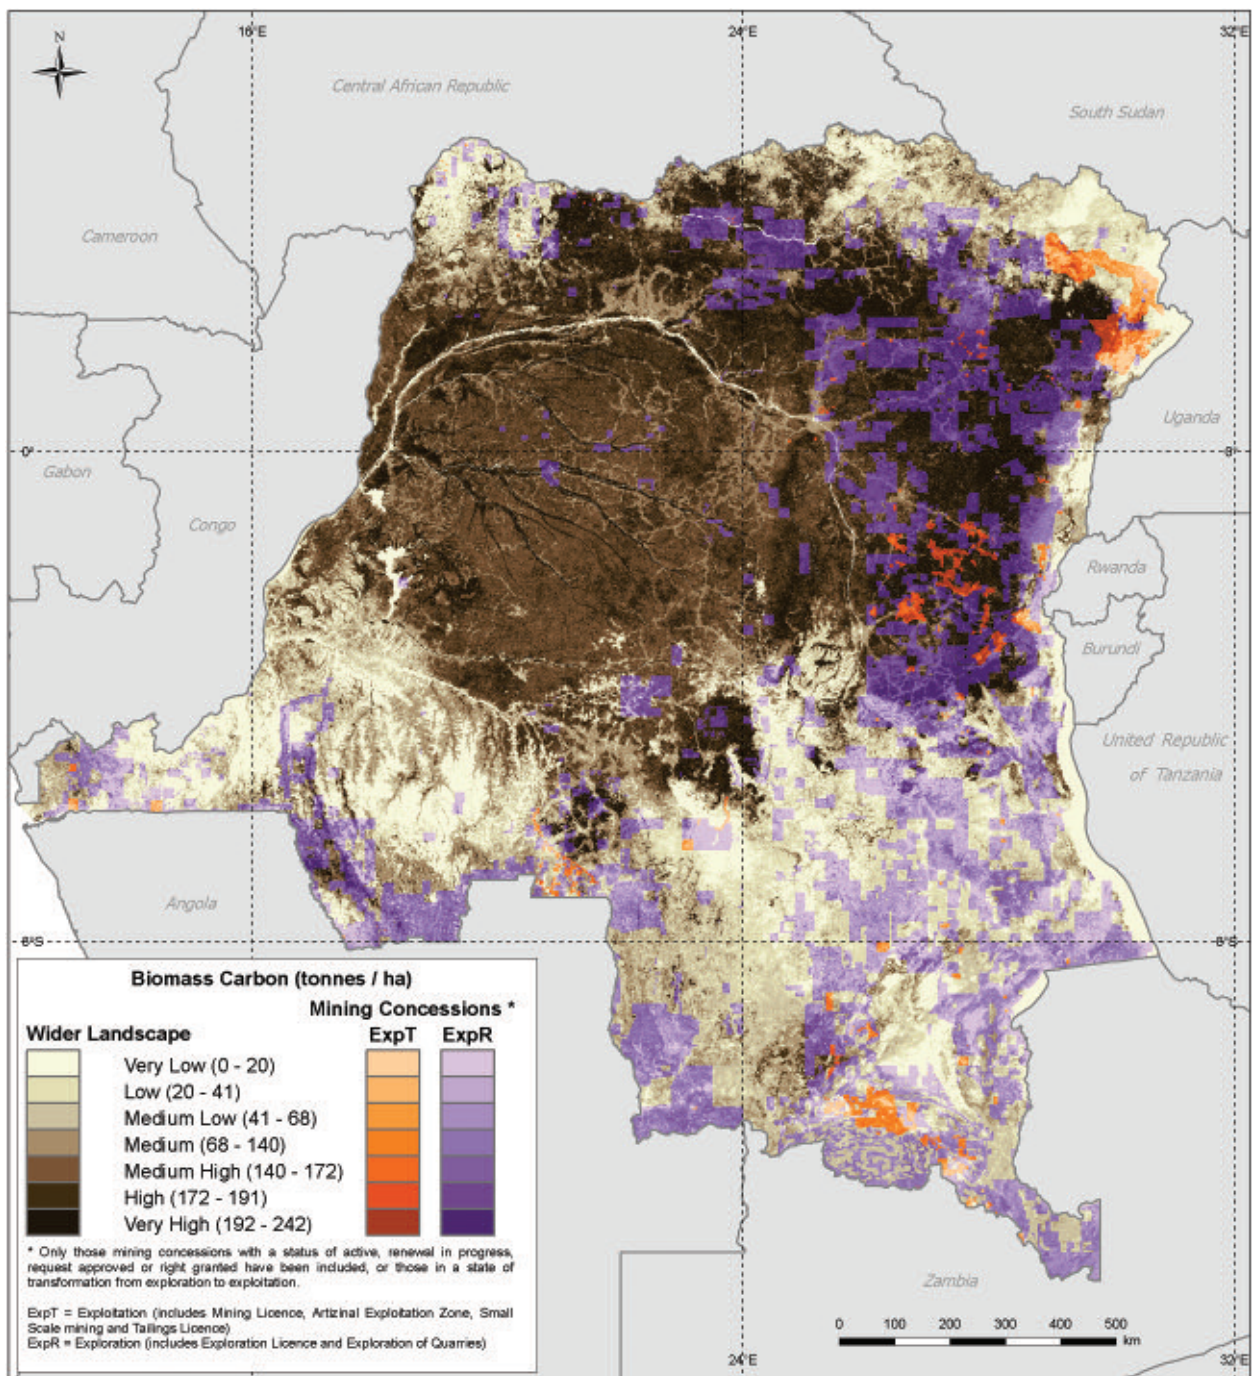 16°E
24°E
32°E
N
Central African Republic
South Sudan
Cameroon
Uganda
0°
Gabon
Congo
Rwanda
Burundi
United Republic
of Tanzania
Angola
8°S
8°S
Biomass Carbon (tonnes / ha)
Mining Concessions *
Wider Landscape ExpT ExpR
Very Low (0 - 20)
Low (20 - 41)
Medium Low (41 - 68)
Medium (68 - 140)
Medium High (140 - 172)
High (172 - 191)
Very High (192 - 242)
* Only those mining concessions with a status of active, renewal in progress,
request approved or right granted have been included, or those in a state of
transformation from exploration to exploitation.
ExpT = Exploitation (includes Mining Licence, Artizinal Exploitation Zone, Small
Scale mining and Tailings Licence)
ExpR = Exploration (includes Exploration Licence and Exploration of Quarries)
Zambia
0 100 200 300 400 500
km
24°E
32°E